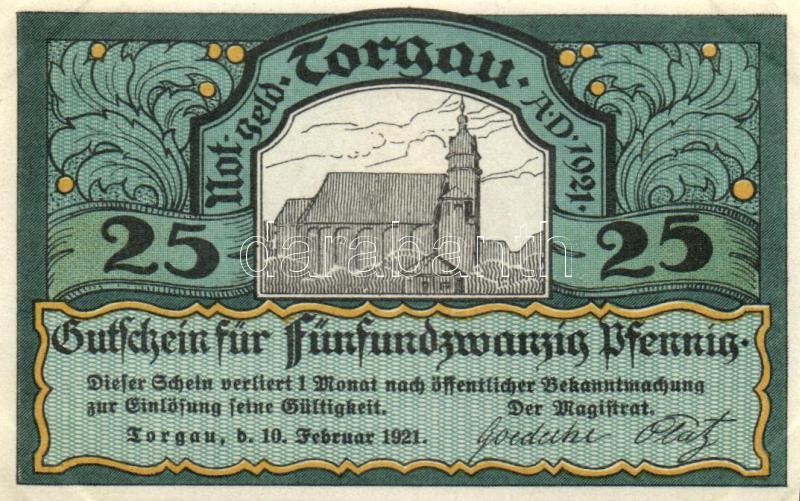 Not-Geld · Torgau · A·D·1921·
25 25
darabanth
Gutschein für Fünfundzwanzig Pfennig·
Dieser Schein verliert 1 Monat nach öffentlicher Bekanntmachung
zur Einlösung seine Gültigkeit. Der Magistrat.
Torgau, d. 10. Februar 1921.